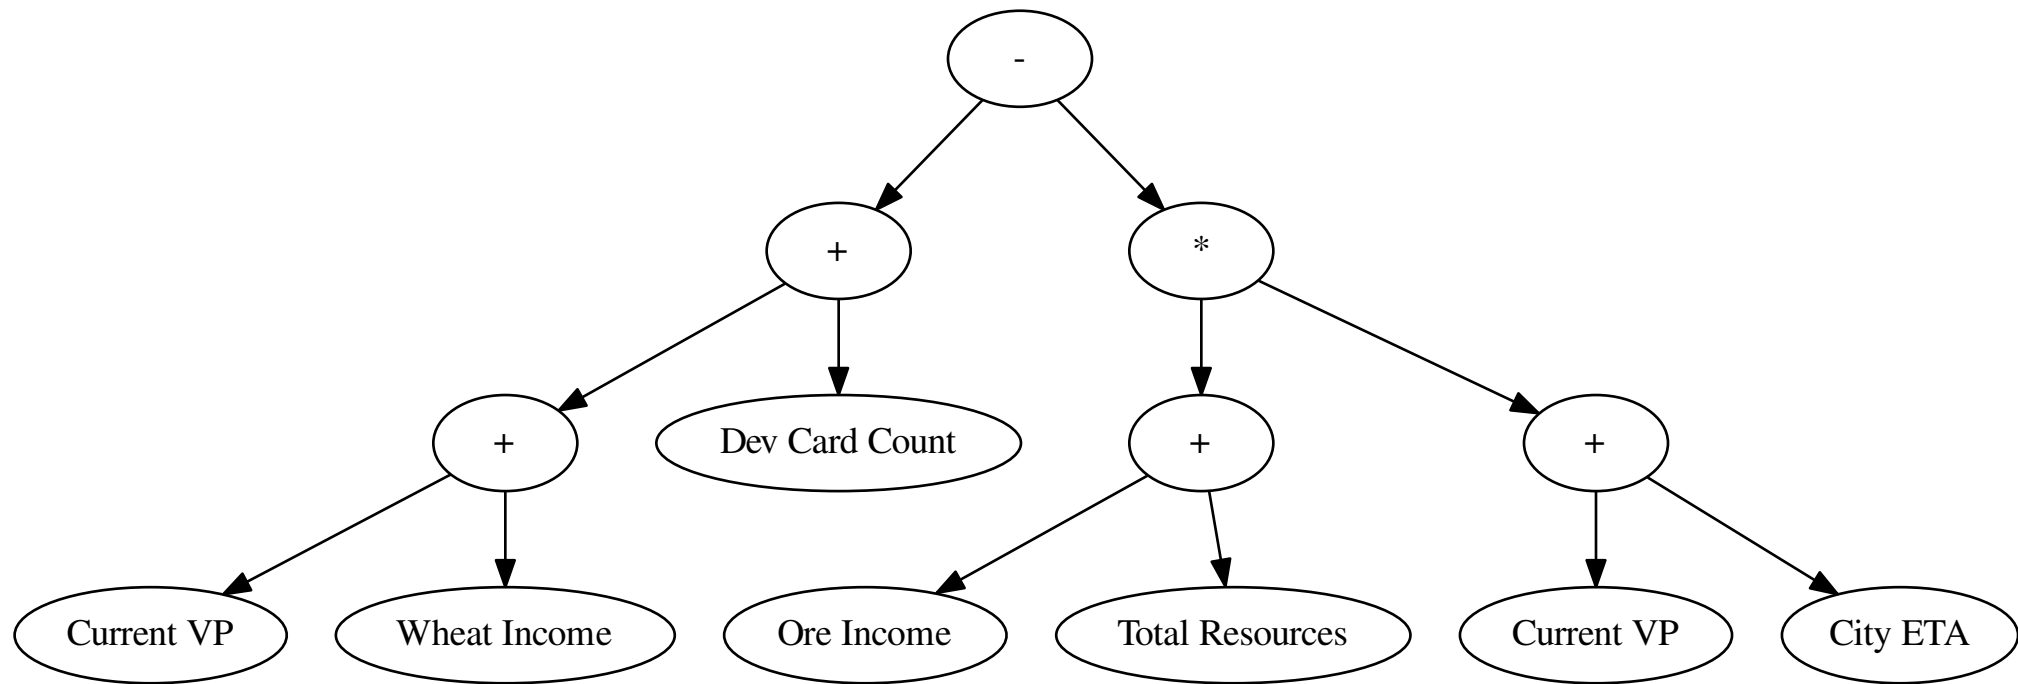 -
+
*
+
Dev Card Count
+
+
Current VP
Wheat Income
Ore Income
Total Resources
Current VP
City ETA